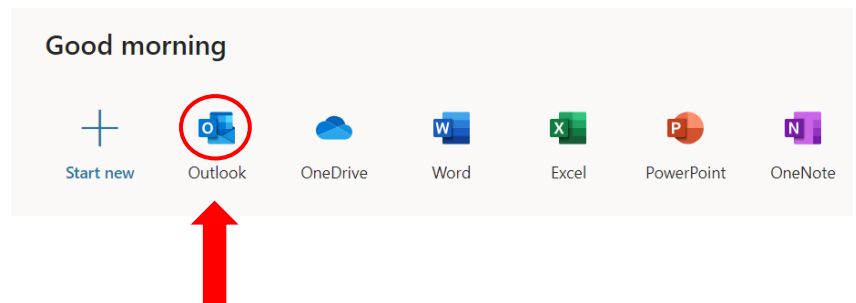 Good morning
O W X P N
Start new Outlook OneDrive Word Excel PowerPoint OneNote